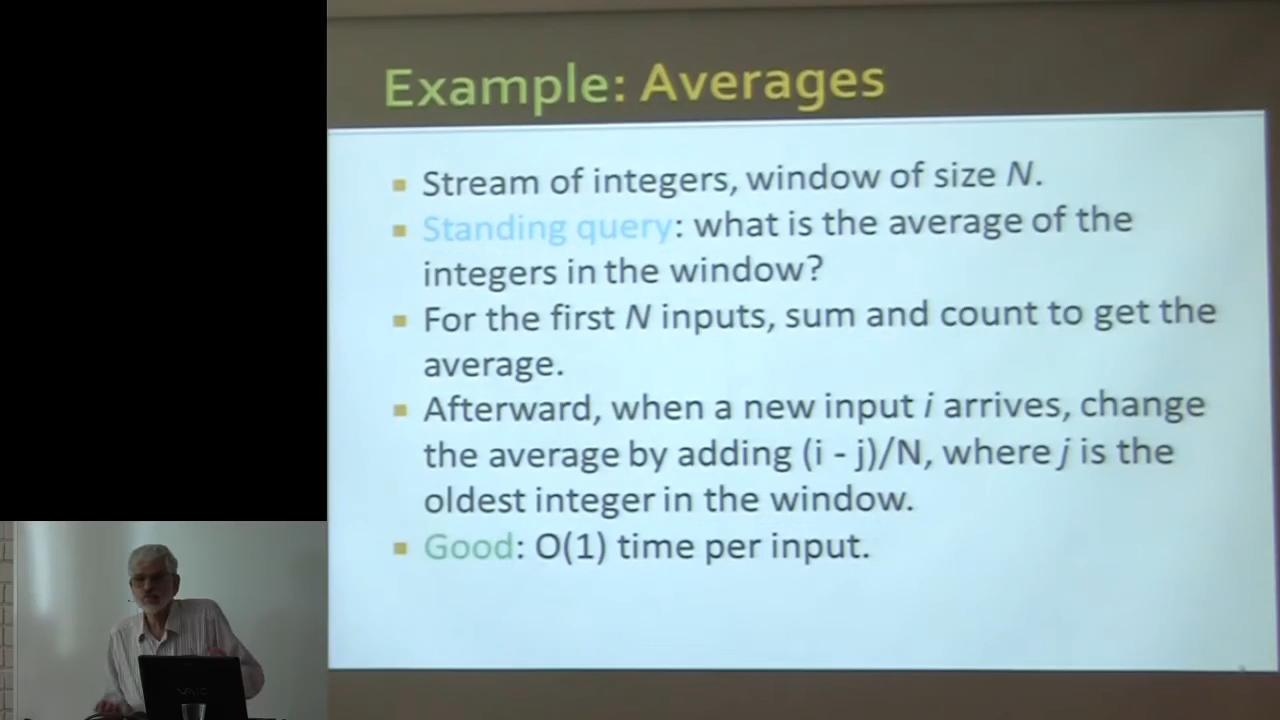 Example: Averages
Stream of integers, window of size N.
Standing query: what is the average of the
integers in the window?
For the first N inputs, sum and count to get the
average.
Afterward, when a new input i arrives, change
the average by adding (i - j)/N, where j is the
oldest integer in the window.
Good: O(1) time per input.
VAIO